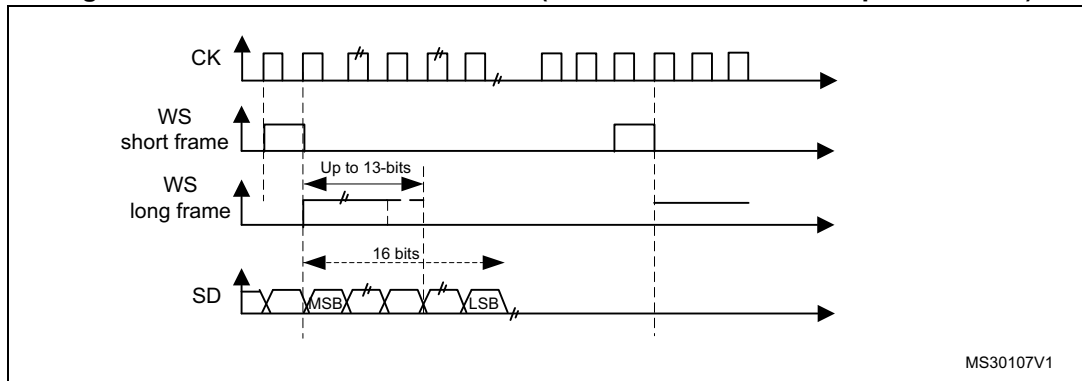 CK
WS
short frame
Up to 13-bits
WS
long frame
16 bits
SD
MSB
LSB
MS30107V1